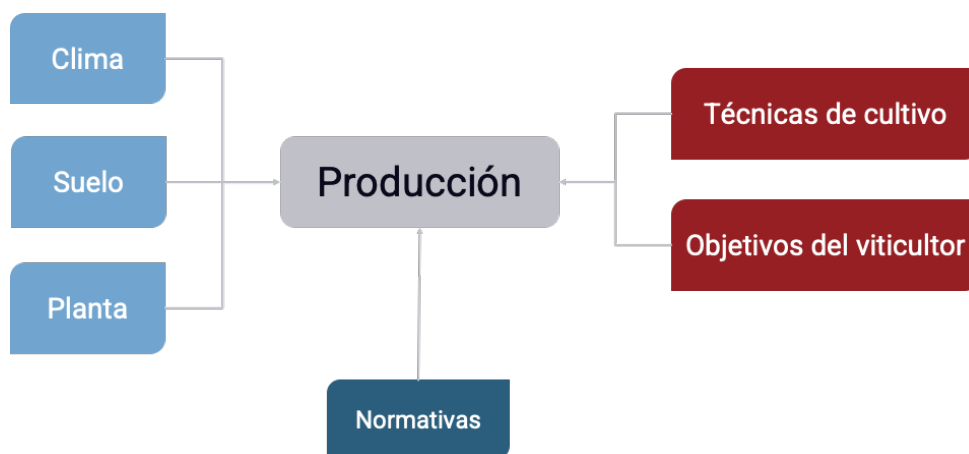 Clima
Suelo
Planta
Producción
Normativas
Técnicas de cultivo
Objetivos del viticultor